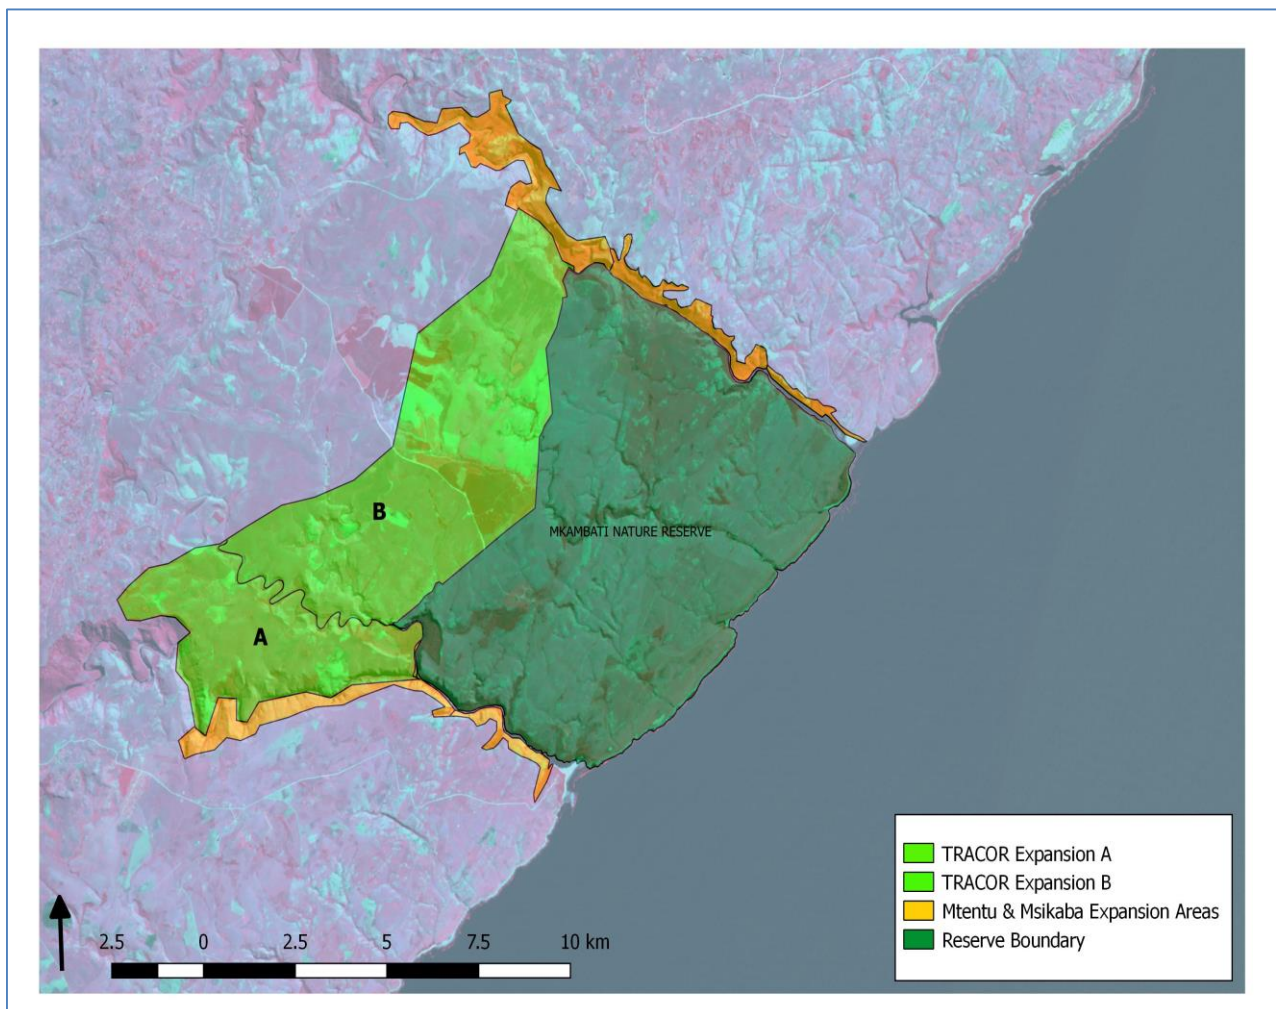 B
MKAMBATI NATURE RESERVE
A
TRACOR Expansion A
TRACOR Expansion B
Mtentu & Msikaba Expansion Areas
Reserve Boundary
2.5 0 2.5 5 7.5 10 km